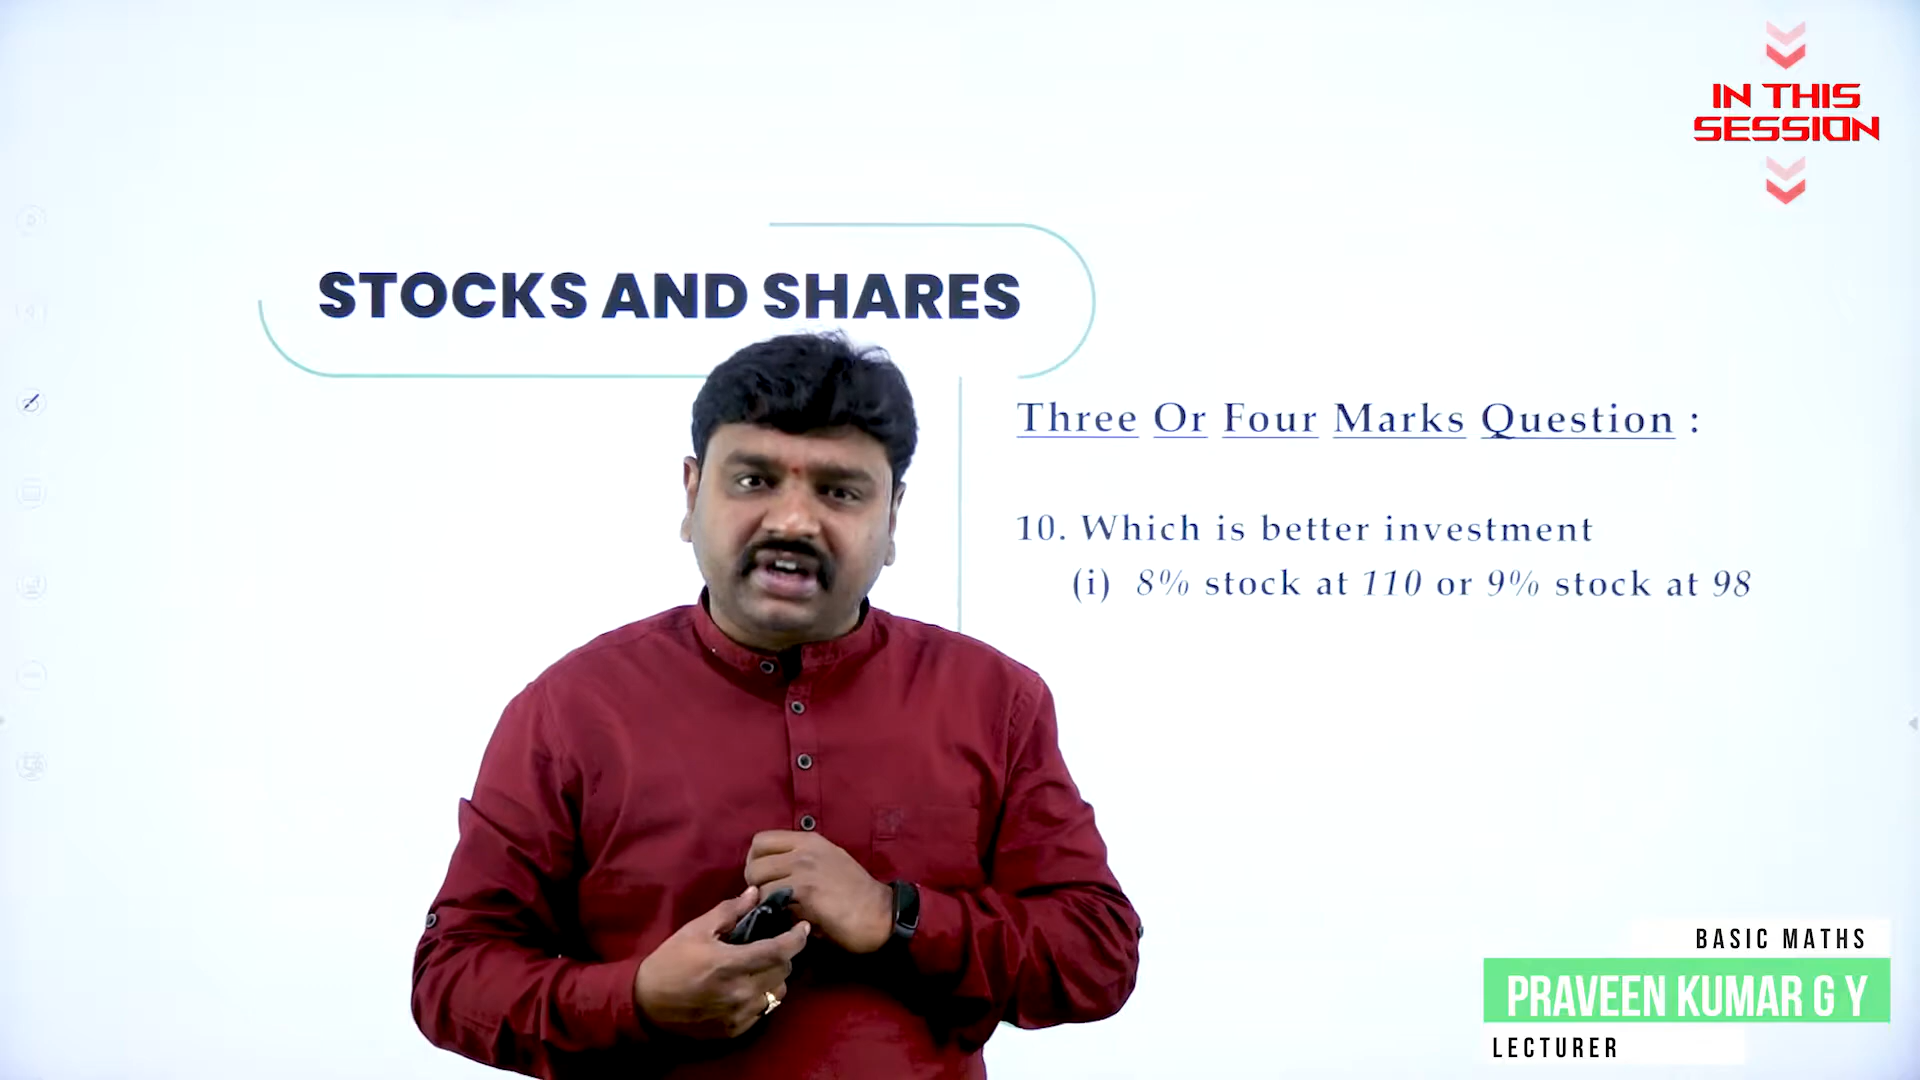 IN THIS
SESSION
STOCKS AND SHARES
Three Or Four Marks Question :
10. Which is better investment
(i) 8% stock at 110 or 9% stock at 98
BASIC MATHS
PRAVEEN KUMAR G Y
LECTURER